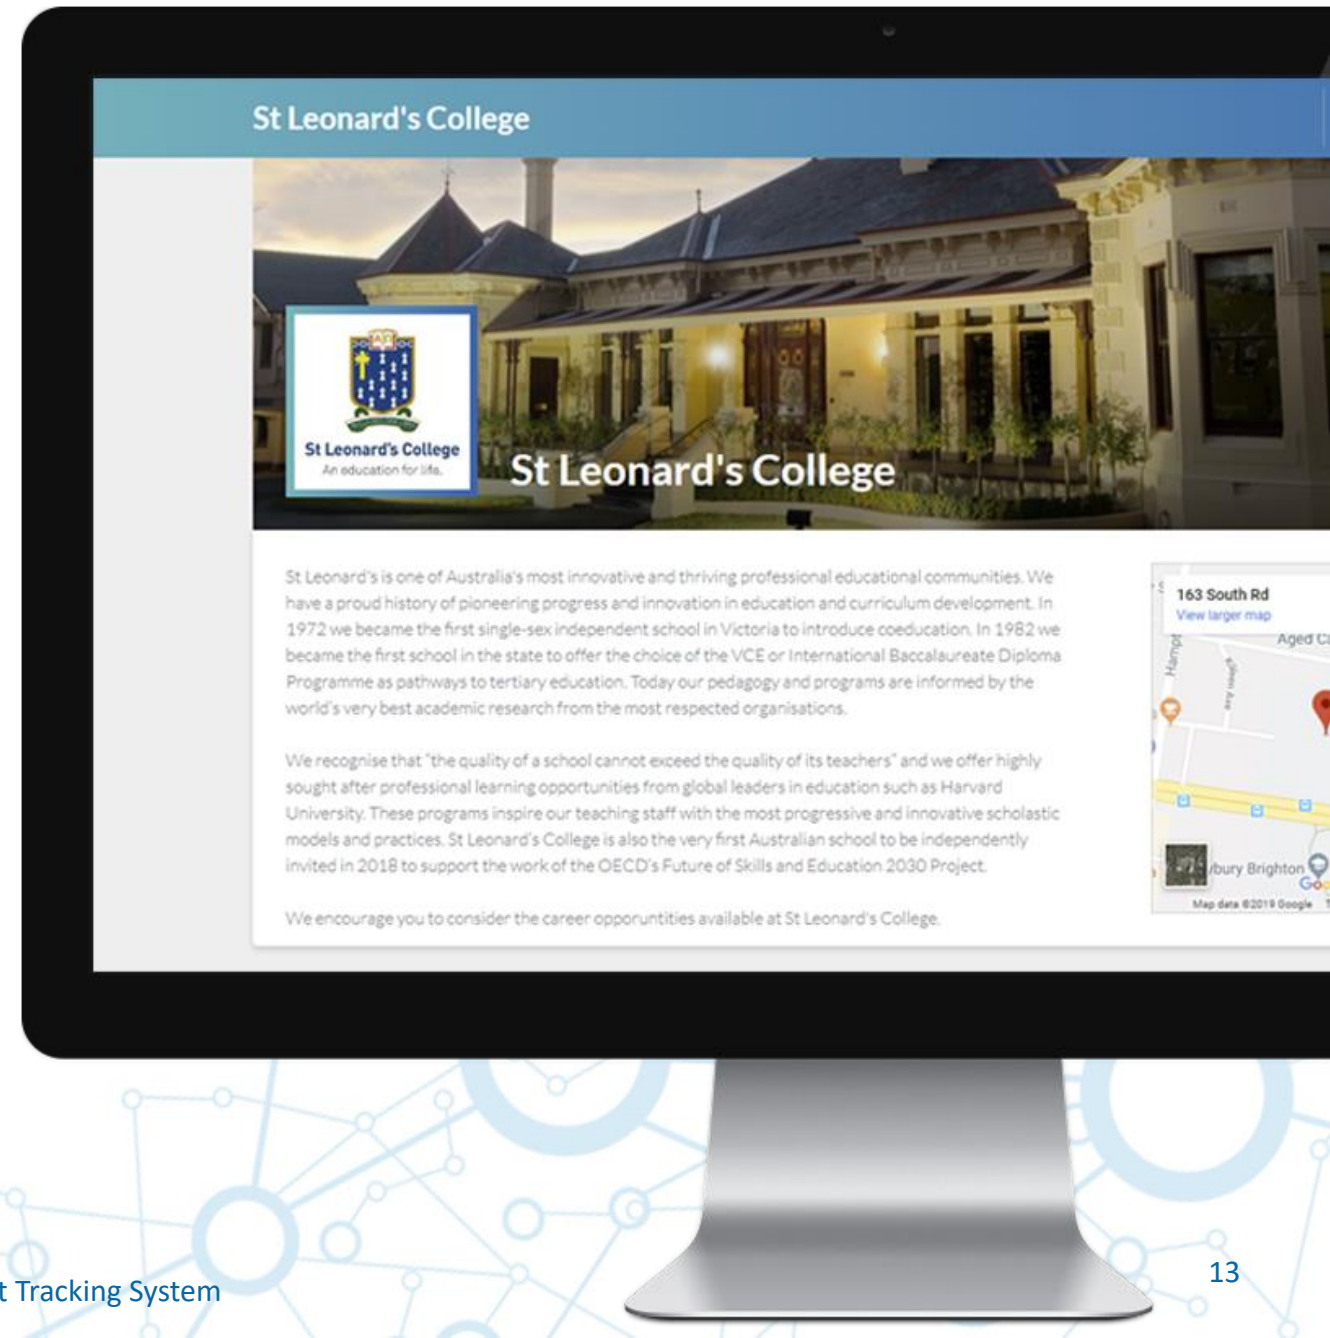 St Leonard's College
St Leonard's College
An education for life.
St Leonard's College
St Leonard's is one of Australia's most innovative and thriving professional educational communities. We
have a proud history of pioneering progress and innovation in education and curriculum development. In
1972 we became the first single-sex independent school in Victoria to introduce coeducation. In 1982 we
became the first school in the state to offer the choice of the VCE or International Baccalaureate Diploma
Programme as pathways to tertiary education. Today our pedagogy and programs are informed by the
world's very best academic research from the most respected organisations.
We recognise that "the quality of a school cannot exceed the quality of its teachers" and we offer highly
sought after professional learning opportunities from global leaders in education such as Harvard
University. These programs inspire our teaching staff with the most progressive and innovative scholastic
models and practices. St Leonard's College is also the very first Australian school to be independently
invited in 2018 to support the work of the OECD's Future of Skills and Education 2030 Project.
We encourage you to consider the career opporuntities available at St Leonard's College.
163 South Rd
View larger map
Aged Ca
Hampt
bury Brighton
Goo
Map data ©2019 Google
t Tracking System
13